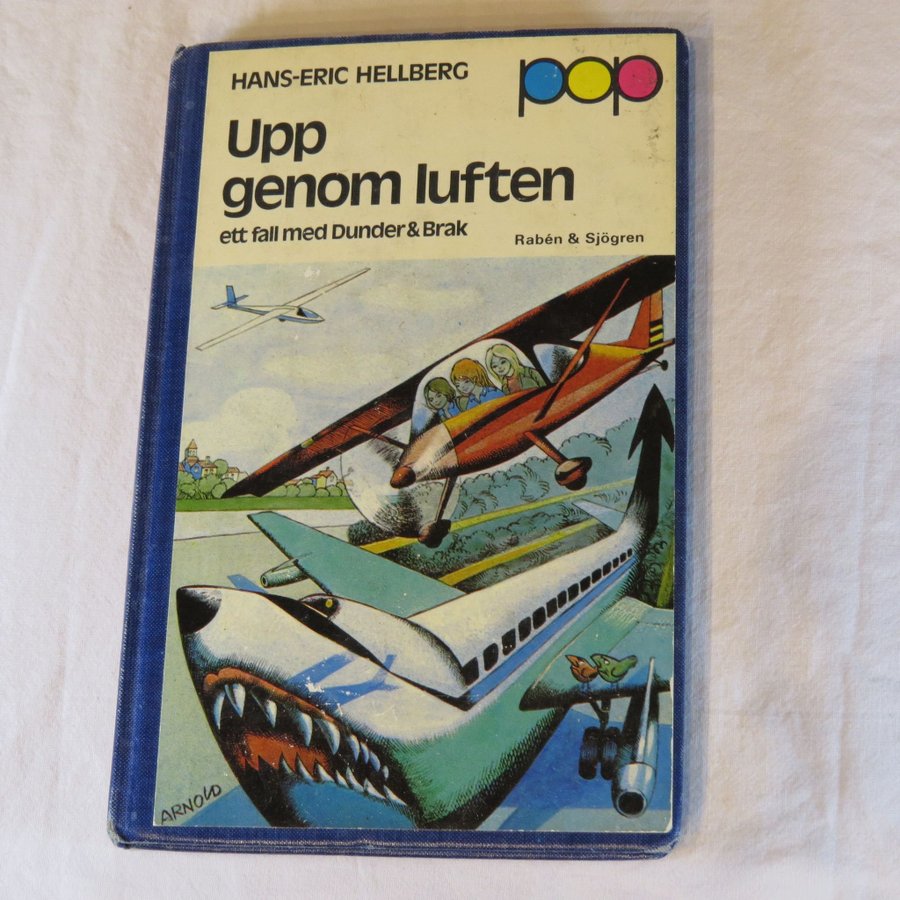 HANS-ERIC HELLBERG
pop
Upp
genom luften
ett fall med Dunder & Brak
Rabén & Sjögren
ARNOLD